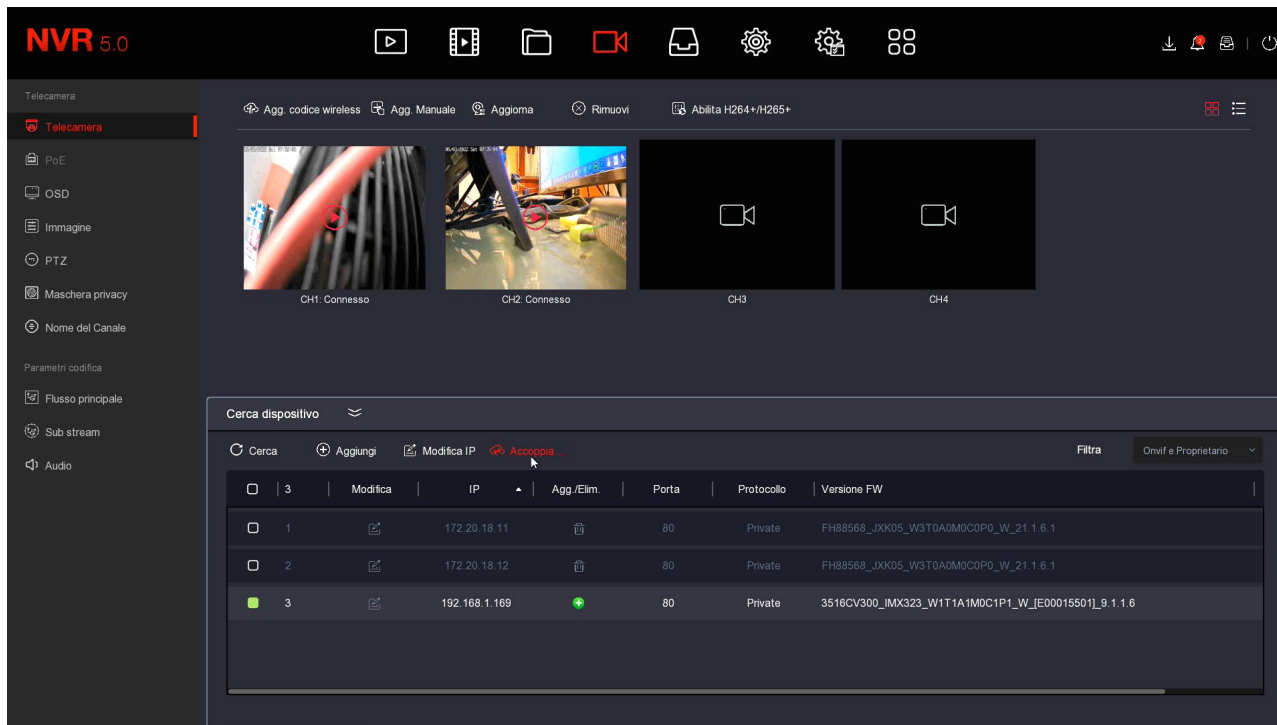 NVR 5.0
2
Telecamera
Telecamera
PoE
OSD
Immagine
PTZ
Maschera privacy
Nome del Canale
Parametri codifica
Flusso principale
Sub stream
Audio
Agg. codice wireless Agg. Manuale Aggiorna Rimuovi Abilita H264+/H265+
CH1: Connesso CH2: Connesso CH3 CH4
Cerca dispositivo
Cerca Aggiungi Modifica IP Accoppia ... Filtra Onvif e Proprietario
3 Modifica IP Agg./Elim. Porta Protocollo Versione FW
1 172.20.18.11 80 Private FH88568_JXK05_W3T0A0M0C0P0_W_21.1.6.1
2 172.20.18.12 80 Private FH88568_JXK05_W3T0A0M0C0P0_W_21.1.6.1
3 192.168.1.169 80 Private 3516CV300_IMX323_W1T1A1M0C1P1_W_[E00015501]_9.1.1.6